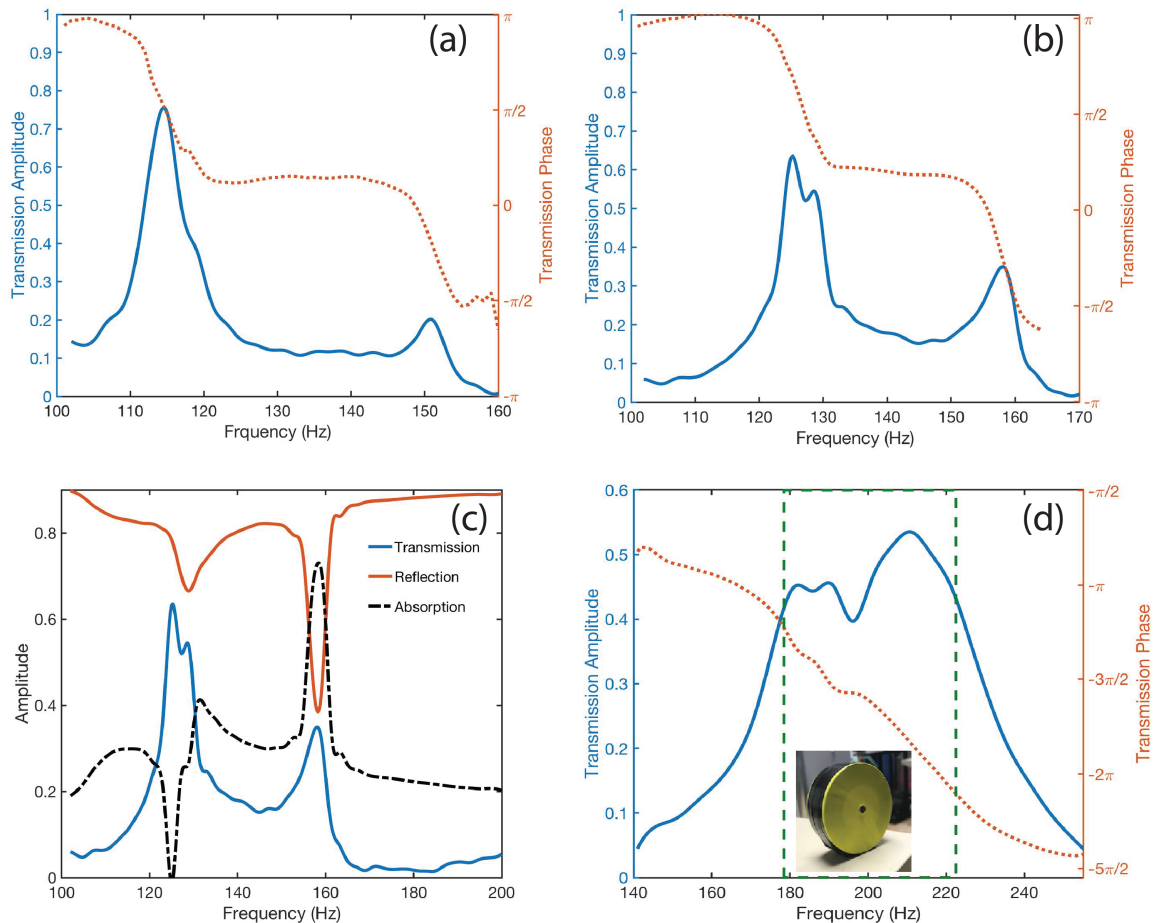 (a)
1
0.9
0.8
0.7
0.6
0.5
0.4
0.3
0.2
0.1
0
Transmission Amplitude
100 110 120 130 140 150 160
Frquency (Hz)
π
π/2
0
-π/2
-π
Transmission Phase
(b)
1
0.9
0.8
0.7
0.6
0.5
0.4
0.3
0.2
0.1
0
Transmission Amplitude
100 110 120 130 140 150 160 170
Frequency (Hz)
π
π/2
0
-π/2
-π
Transmission Phase
(c)
0.8
0.6
0.4
0.2
0
Amplitude
Transmission
Reflection
Absorption
100 120 140 160 180 200
Frequency (Hz)
(d)
0.6
0.5
0.4
0.3
0.2
0.1
0
Transmission Amplitude
140 160 180 200 220 240
Frequency (Hz)
-π/2
-π
-3π/2
-2π
-5π/2
Transmission Phase